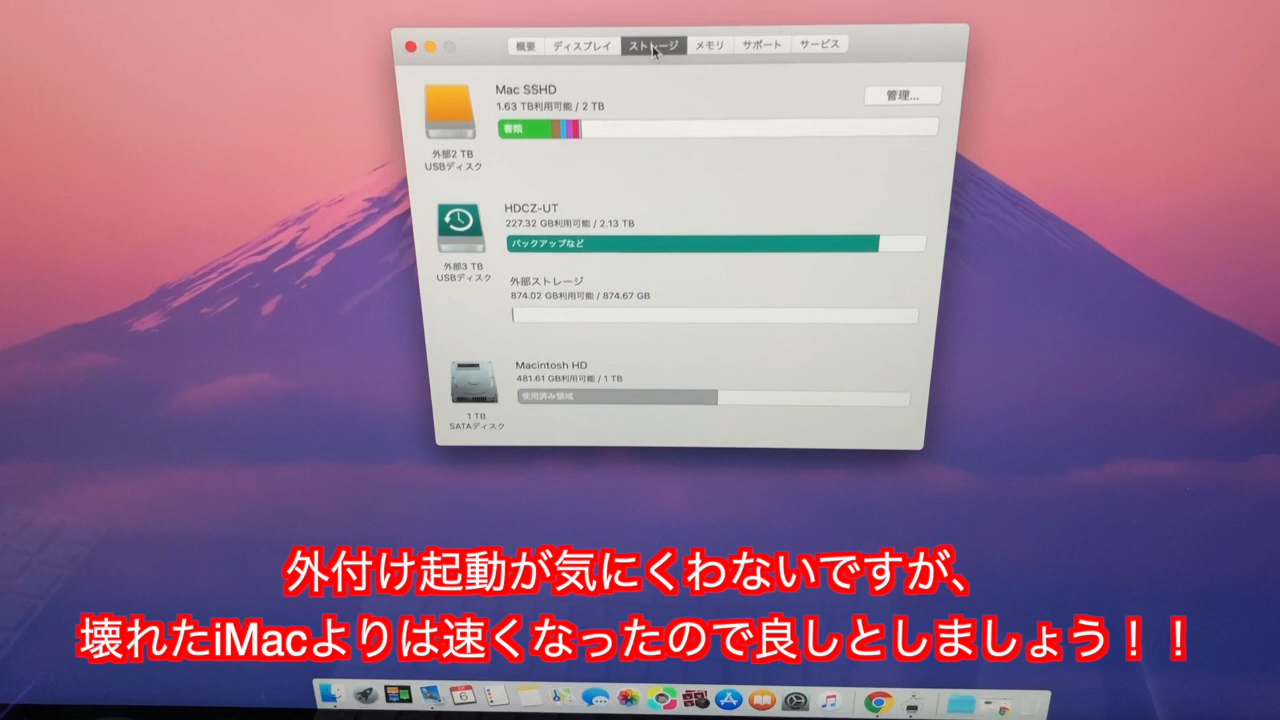 概要 ディスプレイ ストレージ メモリ サポート サービス
Mac SSHD
1.63 TB利用可能 / 2 TB
管理...
書類
外部2 TB
USBディスク
HDCZ-UT
227.32 GB利用可能 / 2.13 TB
バックアップなど
外部3 TB
USBディスク
外部ストレージ
874.02 GB利用可能 / 874.67 GB
Macintosh HD
481.61 GB利用可能 / 1 TB
使用済み領域
1 TB
SATAディスク
外付け起動が気にくわないですが、
壊れたiMacよりは速くなったので良しとしましょう！！
6